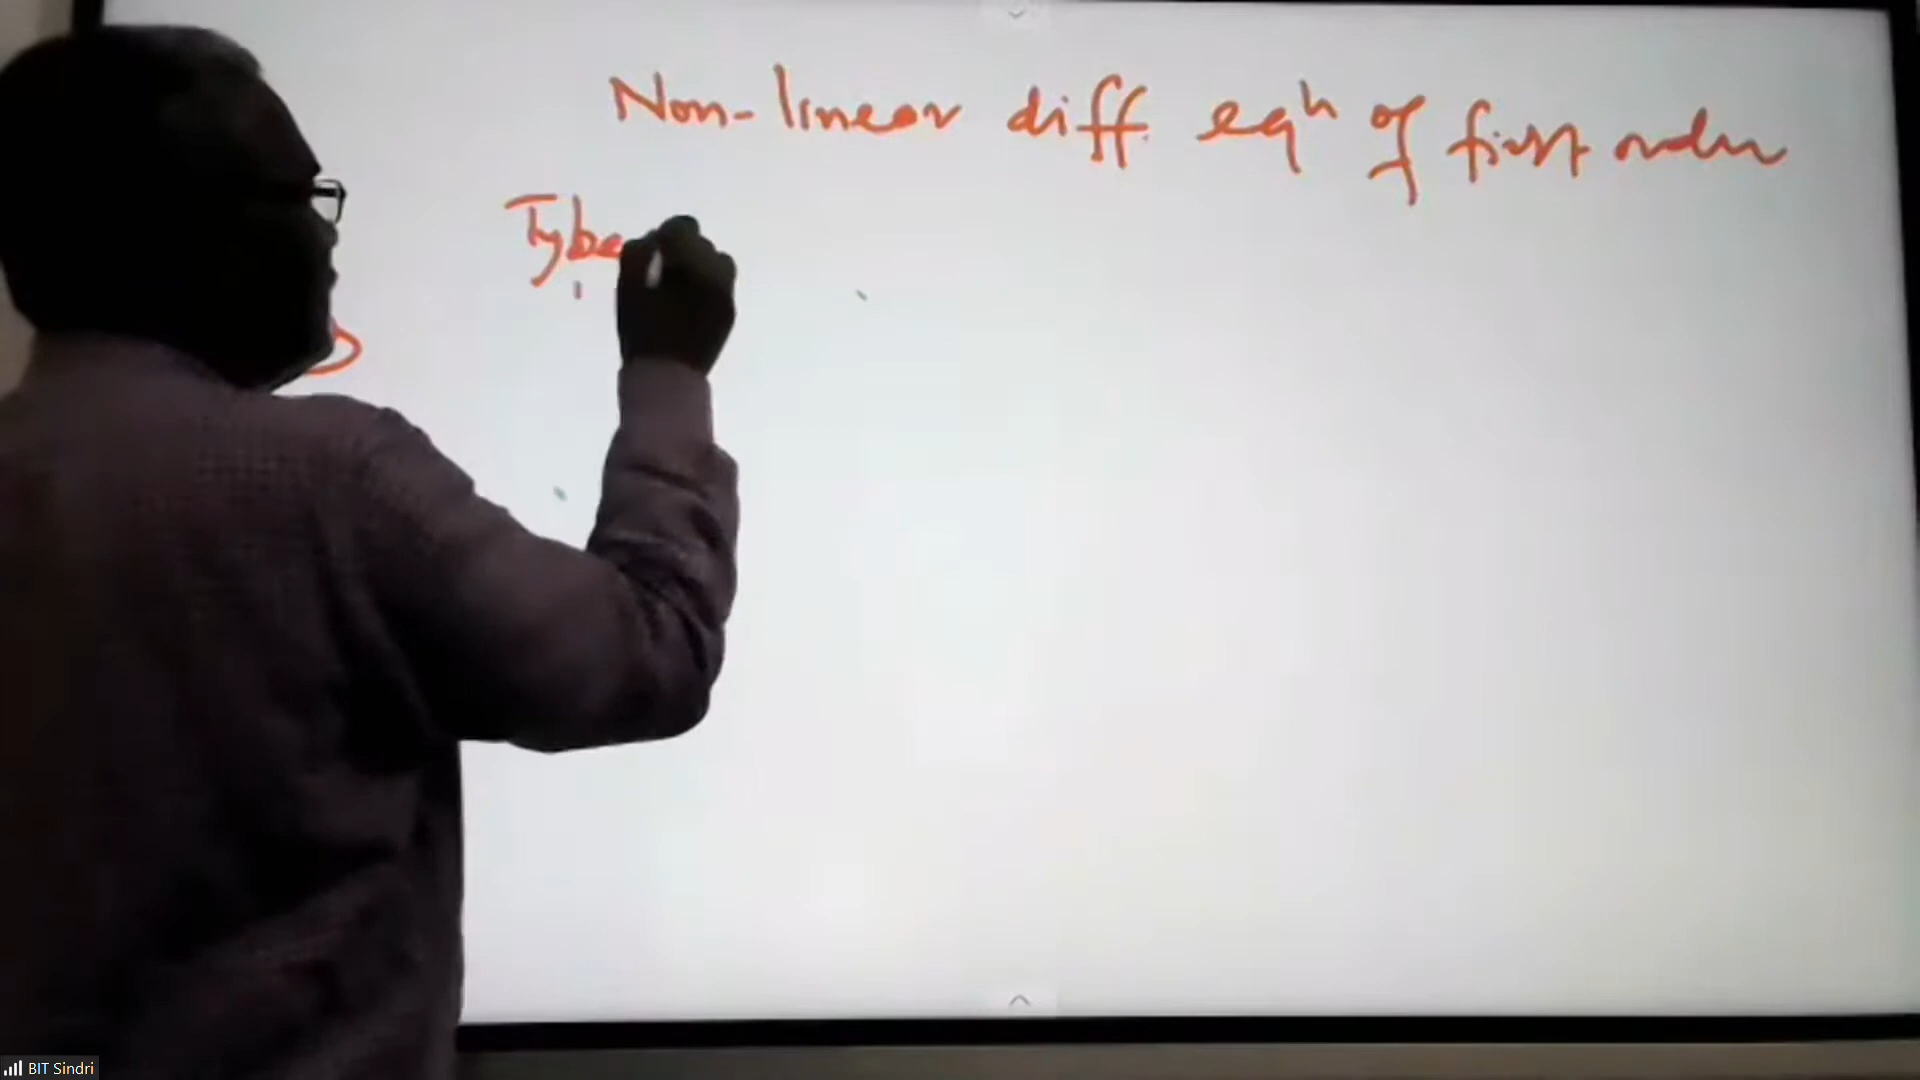 Non-linear diff. eqn of first order
Type
BIT Sindri